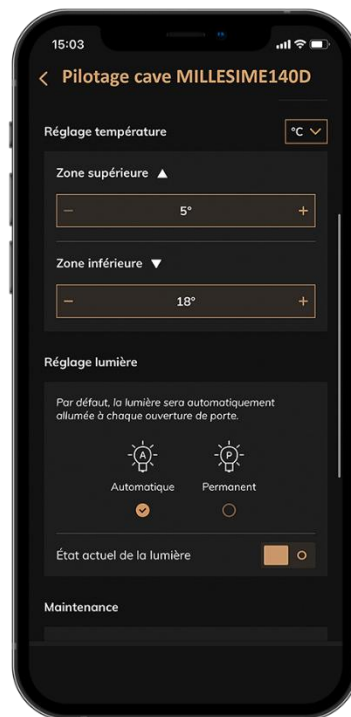 15:03
Pilotage cave MILLESIME140D
Réglage température
°C
Zone supérieure ▲
− 5° +
Zone inférieure ▼
− 18° +
Réglage lumière
Par défaut, la lumière sera automatiquement
allumée à chaque ouverture de porte.
A P
Automatique Permanent
État actuel de la lumière
Maintenance